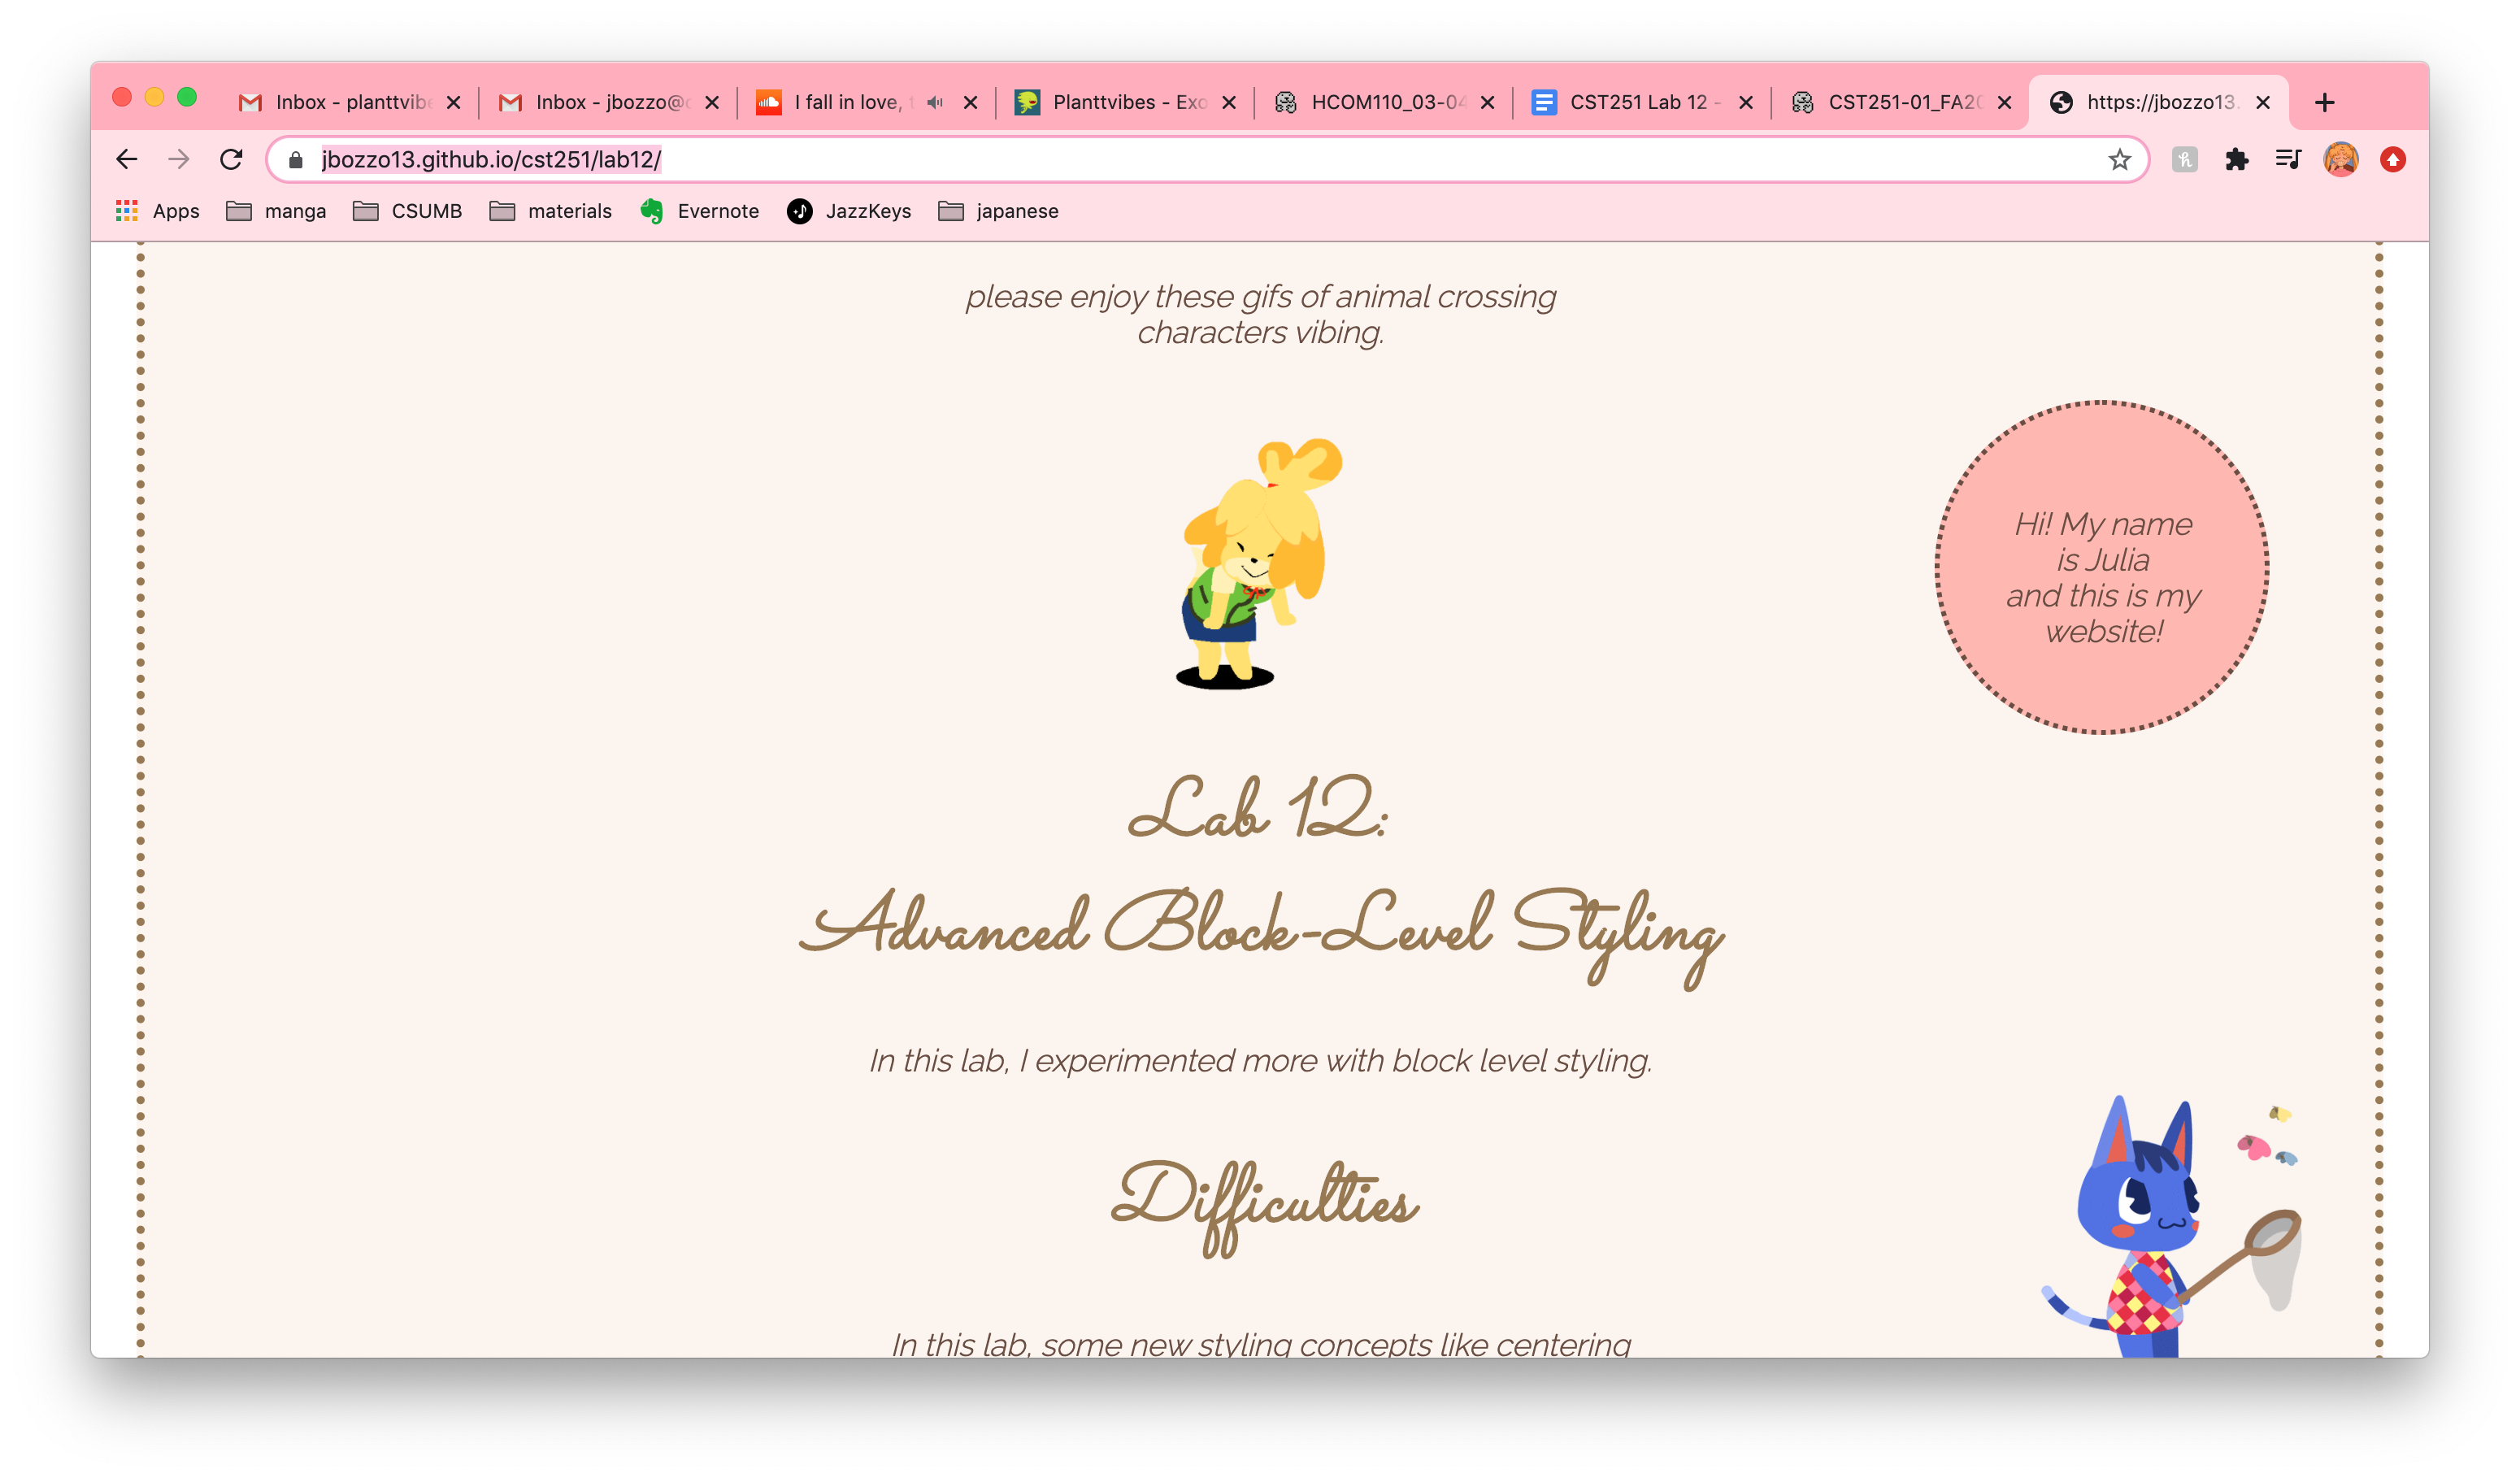 Inbox - planttvibe
Inbox - jbozzo@
I fall in love,
Planttvibes - Exo
HCOM110_03-04
CST251 Lab 12 -
CST251-01_FA20
https://jbozzo13.
jbozzo13.github.io/cst251/lab12/
Apps
manga
CSUMB
materials
Evernote
JazzKeys
japanese
please enjoy these gifs of animal crossing
characters vibing.
Hi! My name
is Julia
and this is my
website!
Lab 12:
Advanced Block-Level Styling
In this lab, I experimented more with block level styling.
Difficulties
In this lab, some new styling concepts like centering